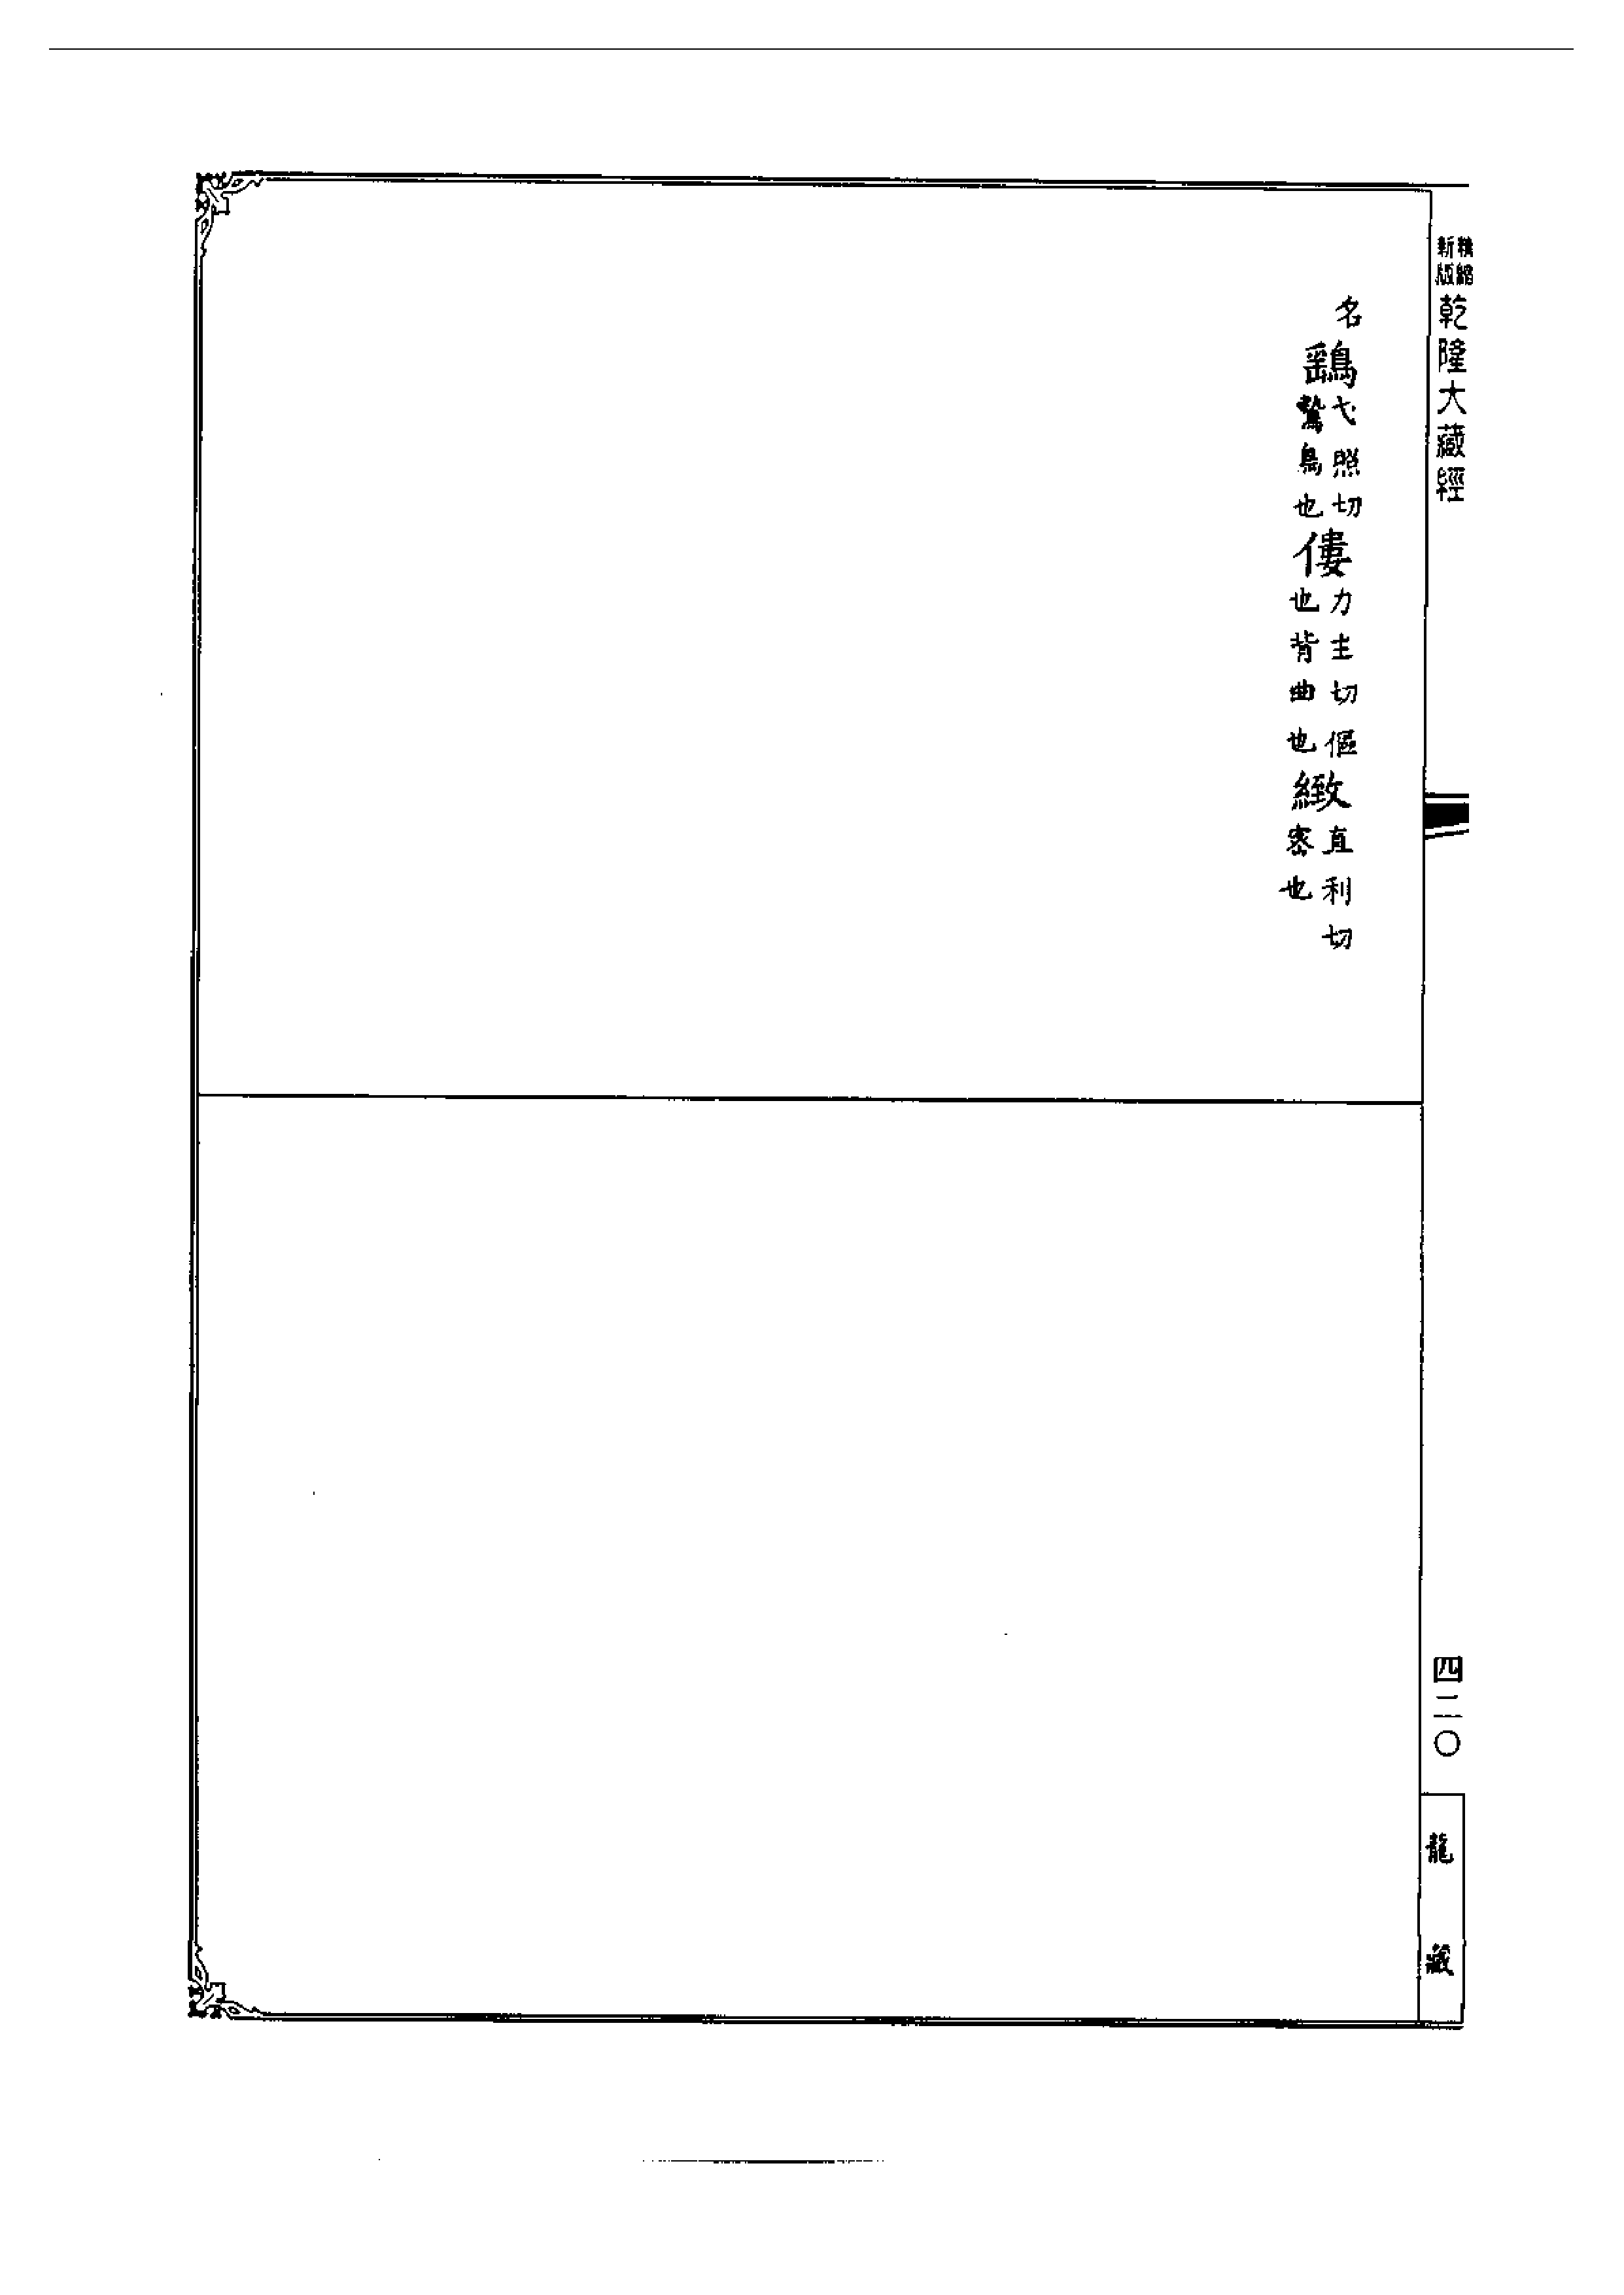 精縮新版
乾隆大藏經
名鷂弋照切鷙鳥也僂力主切傴也背曲也緻直利切密也
四二〇
龍藏